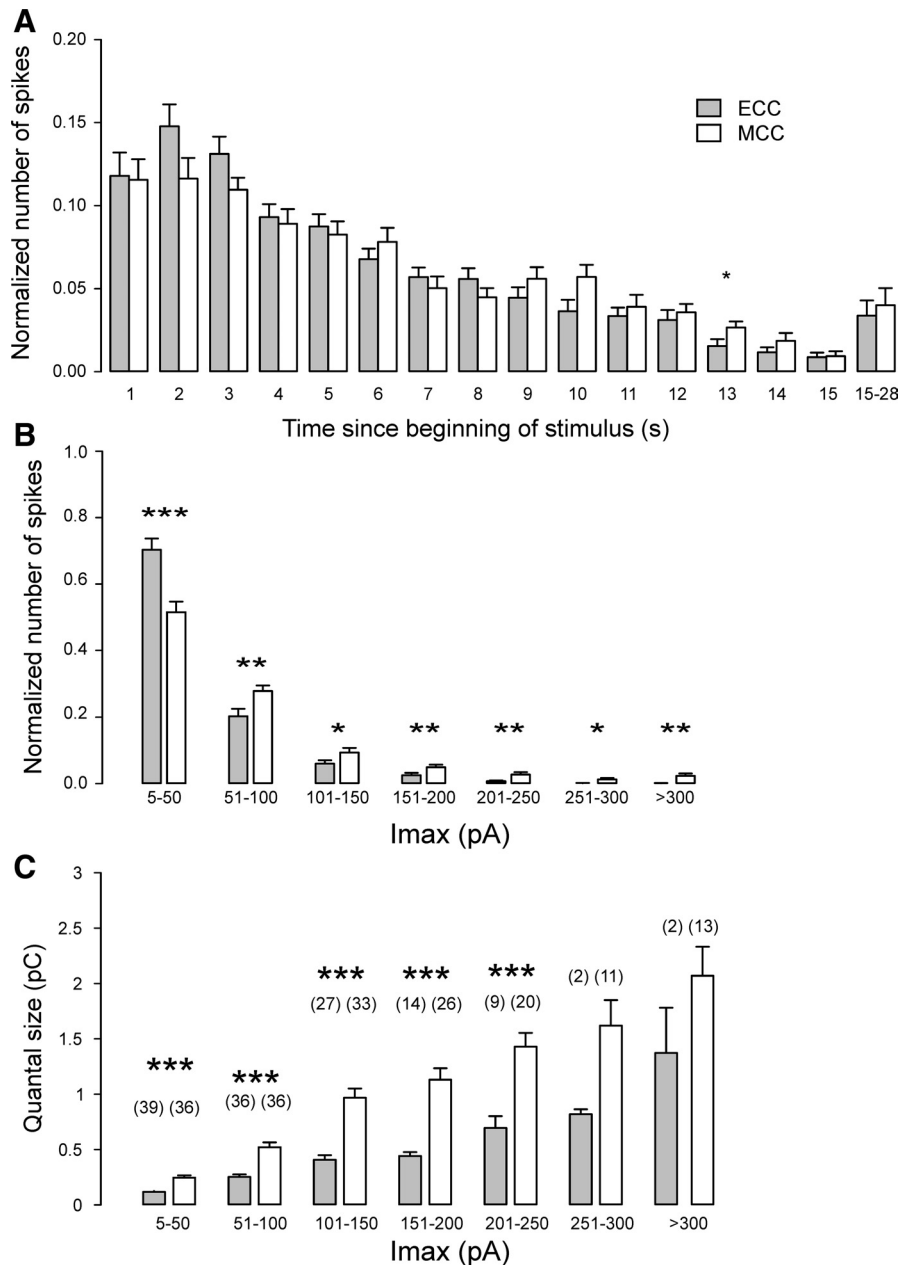 A
Normalized number of spikes
0.20
0.15
0.10
0.05
0.00
ECC
MCC
*
1 2 3 4 5 6 7 8 9 10 11 12 13 14 15 15-28
Time since beginning of stimulus (s)
B
Normalized number of spikes
1.0
0.8
0.6
0.4
0.2
0.0
*** ** * ** ** * **
5-50 51-100 101-150 151-200 201-250 251-300 >300
Imax (pA)
C
Quantal size (pC)
3
2.5
2
1.5
1
0.5
0
*** *** *** *** ***
(39) (36) (36) (36) (27) (33) (14) (26) (9) (20) (2) (11) (2) (13)
5-50 51-100 101-150 151-200 201-250 251-300 >300
Imax (pA)